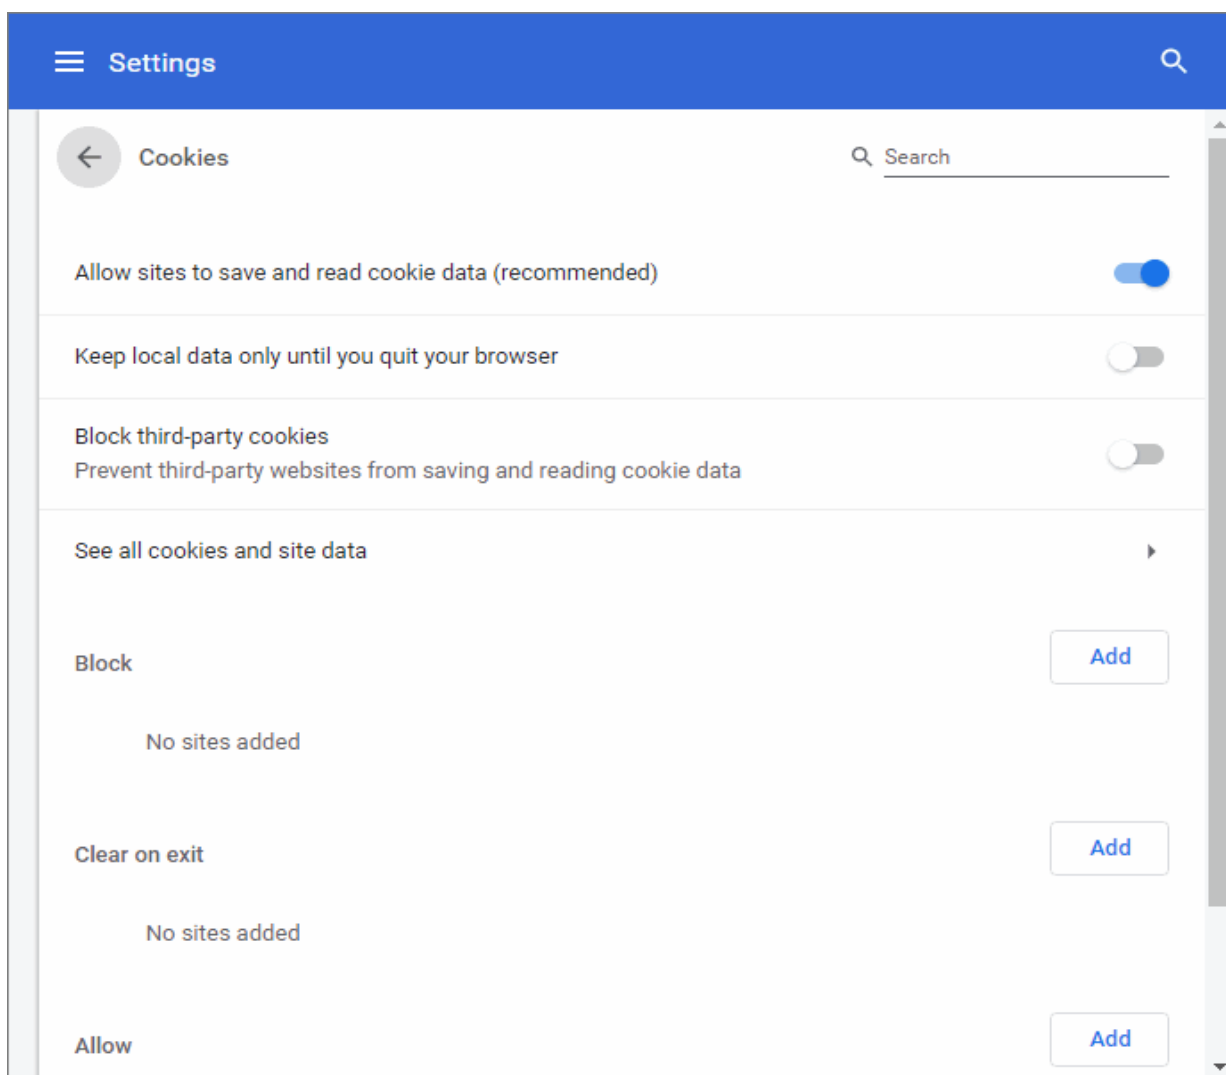 Settings
Cookies
Search
Allow sites to save and read cookie data (recommended)
Keep local data only until you quit your browser
Block third-party cookies
Prevent third-party websites from saving and reading cookie data
See all cookies and site data
Block
Add
No sites added
Clear on exit
Add
No sites added
Allow
Add